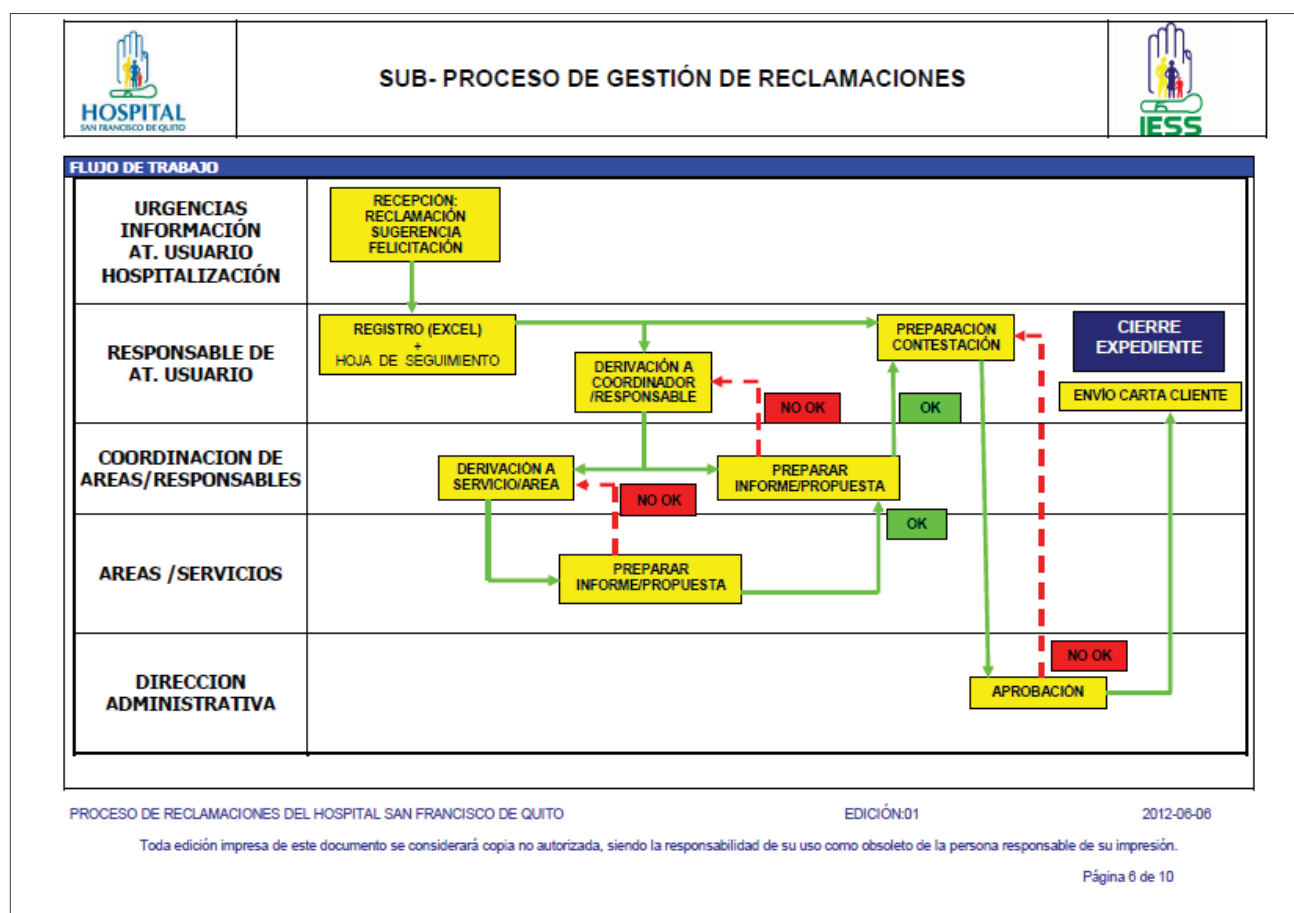 HOSPITAL
SAN FRANCISCO DE QUITO
SUB- PROCESO DE GESTIÓN DE RECLAMACIONES
IESS
FLUJO DE TRABAJO
URGENCIAS
INFORMACIÓN
AT. USUARIO
HOSPITALIZACIÓN
RECEPCIÓN:
RECLAMACIÓN
SUGERENCIA
FELICITACIÓN
RESPONSABLE DE
AT. USUARIO
REGISTRO (EXCEL)
+
HOJA DE SEGUIMIENTO
DERIVACIÓN A
COORDINADOR
/RESPONSABLE
PREPARACIÓN
CONTESTACIÓN
CIERRE
EXPEDIENTE
ENVÍO CARTA CLIENTE
NO OK
OK
COORDINACION DE
AREAS/RESPONSABLES
DERIVACIÓN A
SERVICIO/AREA
NO OK
PREPARAR
INFORME/PROPUESTA
OK
AREAS /SERVICIOS
PREPARAR
INFORME/PROPUESTA
DIRECCION
ADMINISTRATIVA
NO OK
APROBACIÓN
PROCESO DE RECLAMACIONES DEL HOSPITAL SAN FRANCISCO DE QUITO
EDICIÓN:01
2012-06-06
Toda edición impresa de este documento se considerará copia no autorizada, siendo la responsabilidad de su uso como obsoleto de la persona responsable de su impresión.
Página 6 de 10